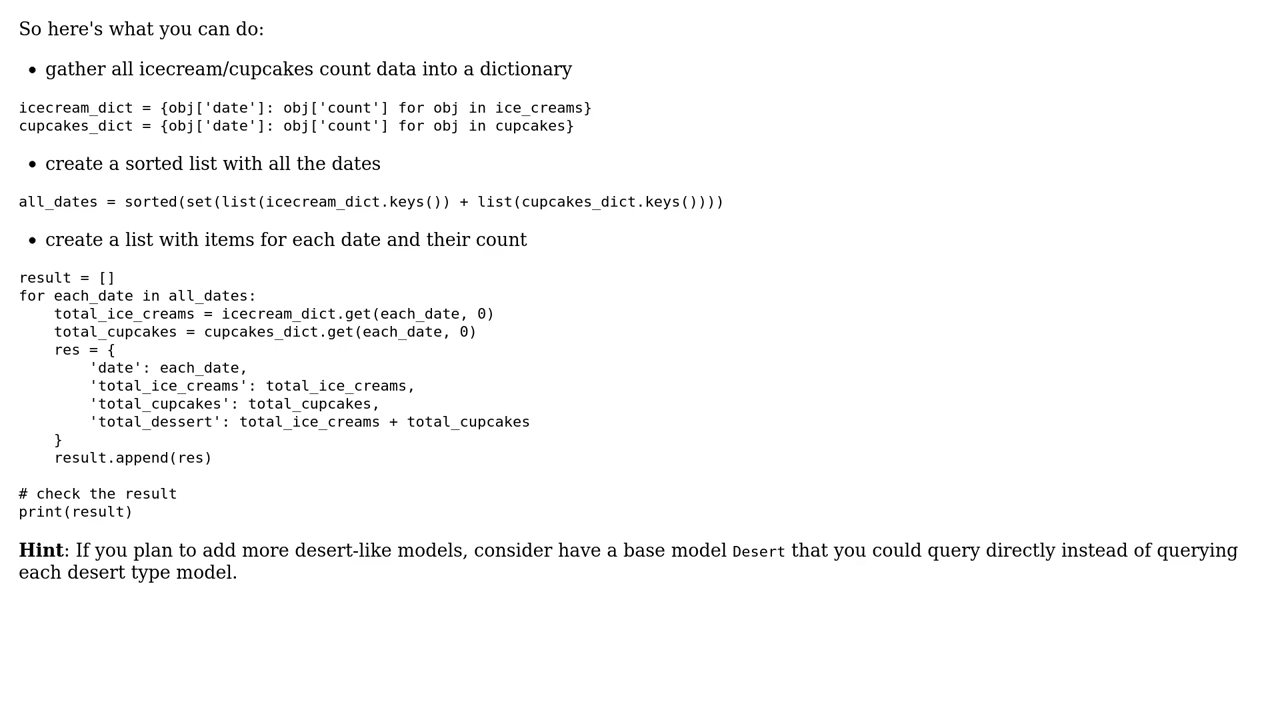 So here's what you can do:
• gather all icecream/cupcakes count data into a dictionary
icecream_dict = {obj['date']: obj['count'] for obj in ice_creams}
cupcakes_dict = {obj['date']: obj['count'] for obj in cupcakes}
• create a sorted list with all the dates
all_dates = sorted(set(list(icecream_dict.keys()) + list(cupcakes_dict.keys())))
• create a list with items for each date and their count
result = []
for each_date in all_dates:
    total_ice_creams = icecream_dict.get(each_date, 0)
    total_cupcakes = cupcakes_dict.get(each_date, 0)
    res = {
        'date': each_date,
        'total_ice_creams': total_ice_creams,
        'total_cupcakes': total_cupcakes,
        'total_dessert': total_ice_creams + total_cupcakes
    }
    result.append(res)
# check the result
print(result)
Hint: If you plan to add more desert-like models, consider have a base model Desert that you could query directly instead of querying
each desert type model.